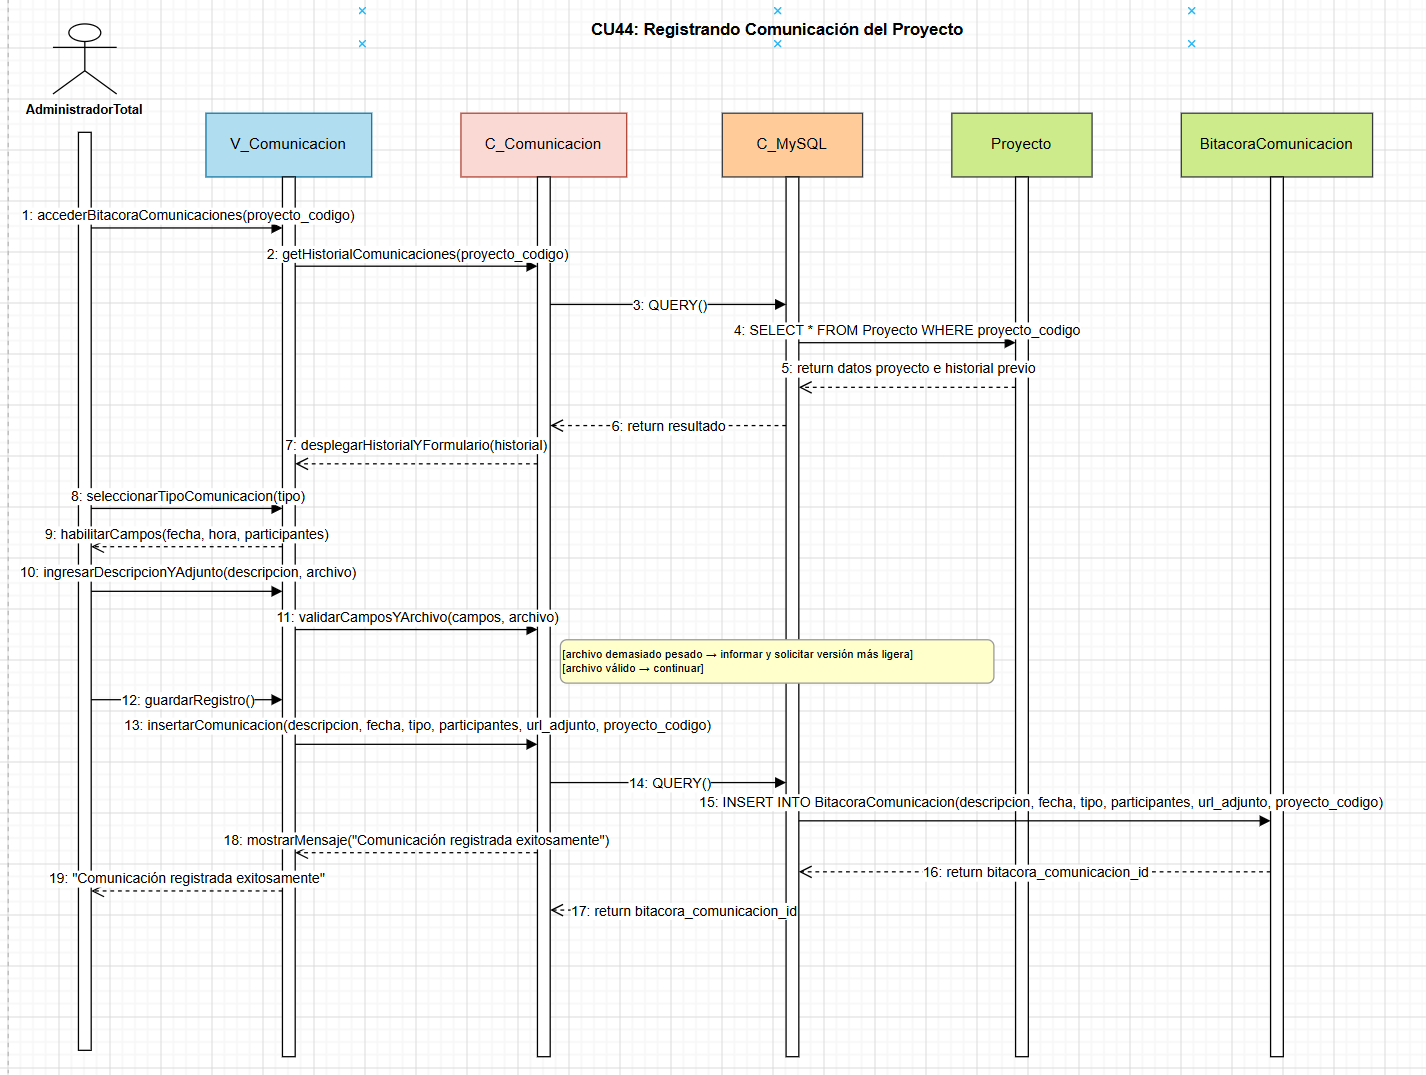 CU44: Registrando Comunicación del Proyecto
AdministradorTotal
V_Comunicacion
C_Comunicacion
C_MySQL
Proyecto
BitacoraComunicacion
1: accederBitacoraComunicaciones(proyecto_codigo)
2: getHistorialComunicaciones(proyecto_codigo)
3: QUERY()
4: SELECT * FROM Proyecto WHERE proyecto_codigo
5: return datos proyecto e historial previo
6: return resultado
7: desplegarHistorialYFormulario(historial)
8: seleccionarTipoComunicacion(tipo)
9: habilitarCampos(fecha, hora, participantes)
10: ingresarDescripcionYAdjunto(descripcion, archivo)
11: validarCamposYArchivo(campos, archivo)
[archivo demasiado pesado → informar y solicitar versión más ligera]
[archivo válido → continuar]
12: guardarRegistro()
13: insertarComunicacion(descripcion, fecha, tipo, participantes, url_adjunto, proyecto_codigo)
14: QUERY()
15: INSERT INTO BitacoraComunicacion(descripcion, fecha, tipo, participantes, url_adjunto, proyecto_codigo)
18: mostrarMensaje("Comunicación registrada exitosamente")
16: return bitacora_comunicacion_id
19: "Comunicación registrada exitosamente"
17: return bitacora_comunicacion_id